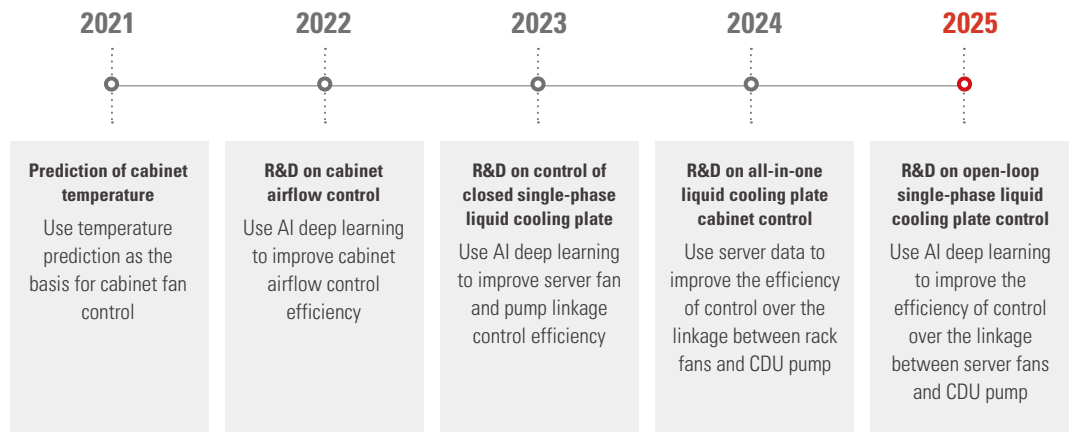 2021
2022
2023
2024
2025
Prediction of cabinet
temperature
Use temperature
prediction as the
basis for cabinet fan
control
R&D on cabinet
airflow control
Use AI deep learning
to improve cabinet
airflow control
efficiency
R&D on control of
closed single-phase
liquid cooling plate
Use AI deep learning
to improve server fan
and pump linkage
control efficiency
R&D on all-in-one
liquid cooling plate
cabinet control
Use server data to
improve the efficiency
of control over the
linkage between rack
fans and CDU pump
R&D on open-loop
single-phase liquid
cooling plate control
Use AI deep learning
to improve the
efficiency of control
over the linkage
between server fans
and CDU pump